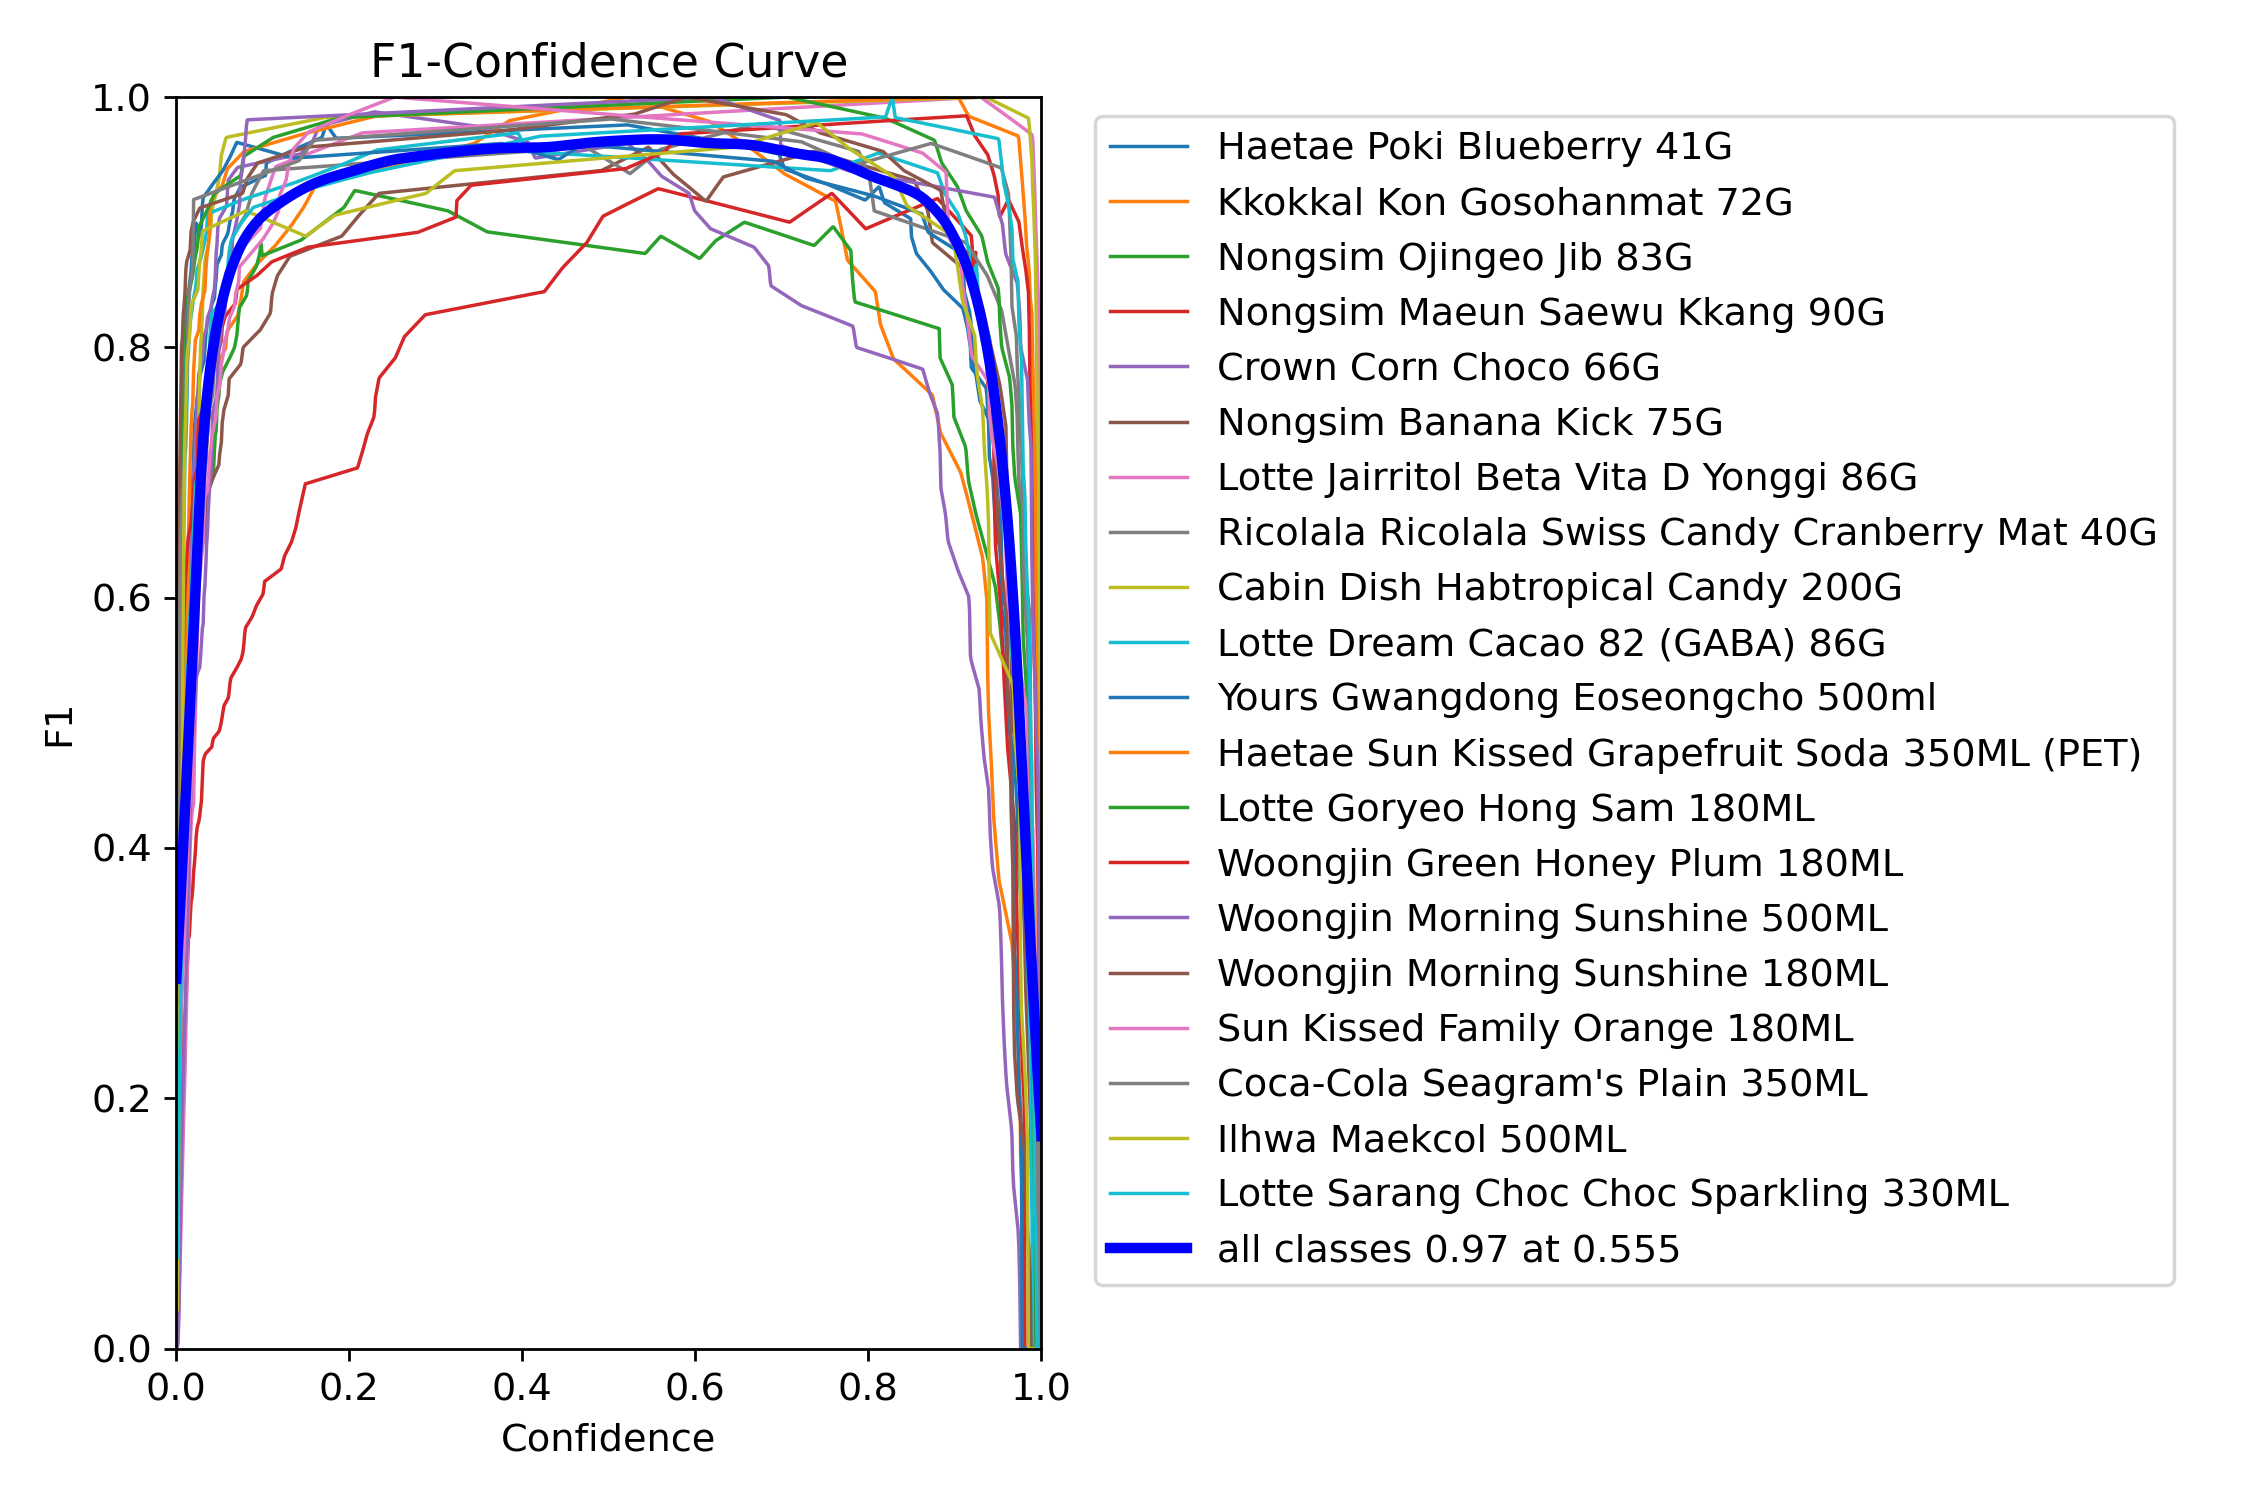 F1-Confidence Curve
1.0
0.8
0.6
0.4
0.2
0.0
F1
0.0 0.2 0.4 0.6 0.8 1.0
Confidence
Haetae Poki Blueberry 41G
Kkokkal Kon Gosohanmat 72G
Nongsim Ojingeo Jib 83G
Nongsim Maeun Saewu Kkang 90G
Crown Corn Choco 66G
Nongsim Banana Kick 75G
Lotte Jairritol Beta Vita D Yonggi 86G
Ricolala Ricolala Swiss Candy Cranberry Mat 40G
Cabin Dish Habtropical Candy 200G
Lotte Dream Cacao 82 (GABA) 86G
Yours Gwangdong Eoseongcho 500ml
Haetae Sun Kissed Grapefruit Soda 350ML (PET)
Lotte Goryeo Hong Sam 180ML
Woongjin Green Honey Plum 180ML
Woongjin Morning Sunshine 500ML
Woongjin Morning Sunshine 180ML
Sun Kissed Family Orange 180ML
Coca-Cola Seagram's Plain 350ML
Ilhwa Maekcol 500ML
Lotte Sarang Choc Choc Sparkling 330ML
all classes 0.97 at 0.555